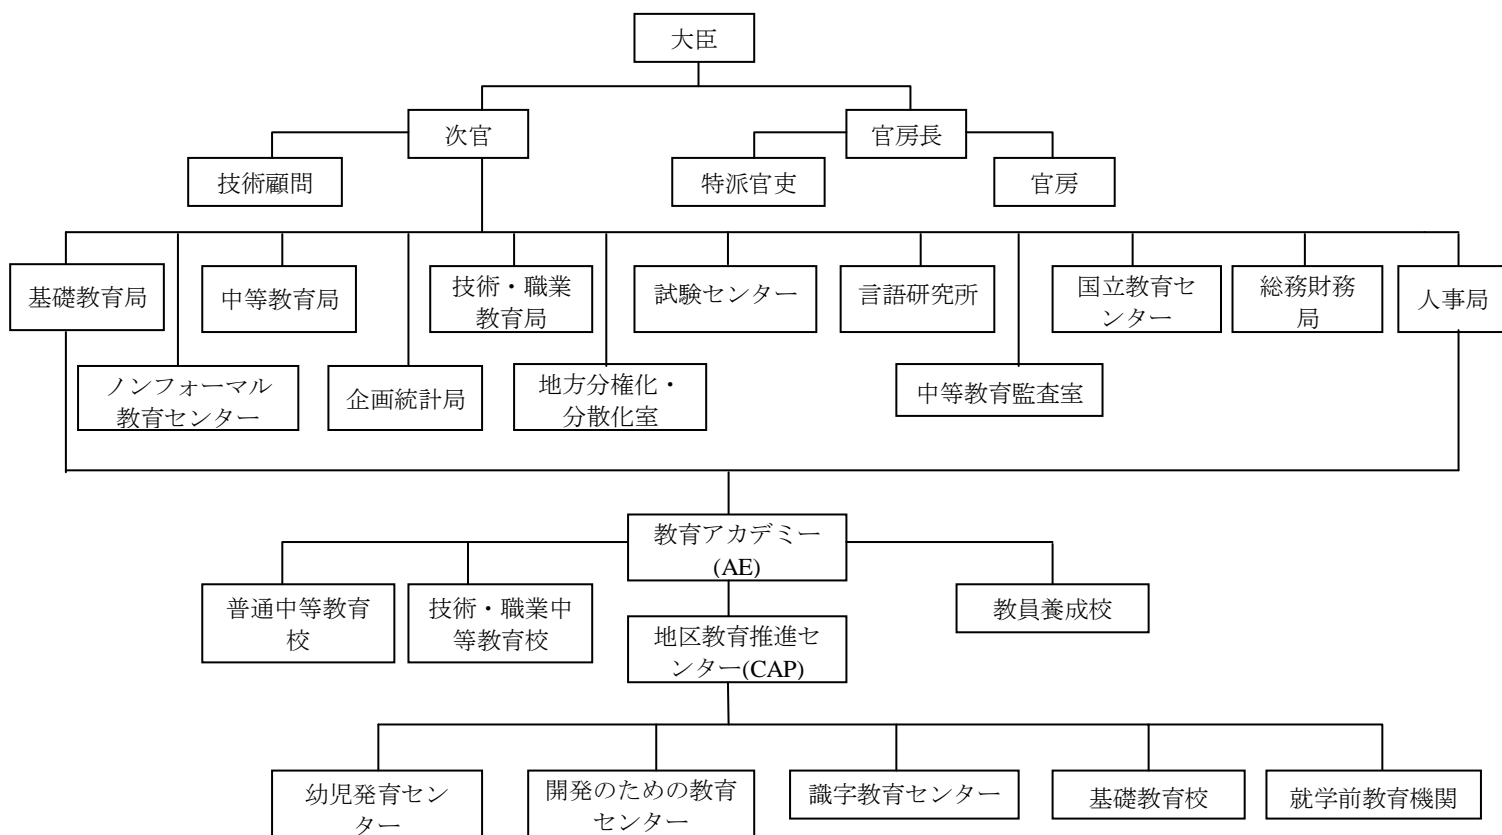 大臣
次官
官房長
技術顧問
特派官吏
官房
基礎教育局
中等教育局
技術・職業
教育局
試験センター
言語研究所
国立教育セ
ンター
総務財務
局
人事局
ノンフォーマル
教育センター
企画統計局
地方分権化・
分散化室
中等教育監査室
教育アカデミー
(AE)
普通中等教育
校
技術・職業中
等教育校
教員養成校
地区教育推進セ
ンター(CAP)
幼児発育セン
ター
開発のための教育
センター
識字教育センター
基礎教育校
就学前教育機関